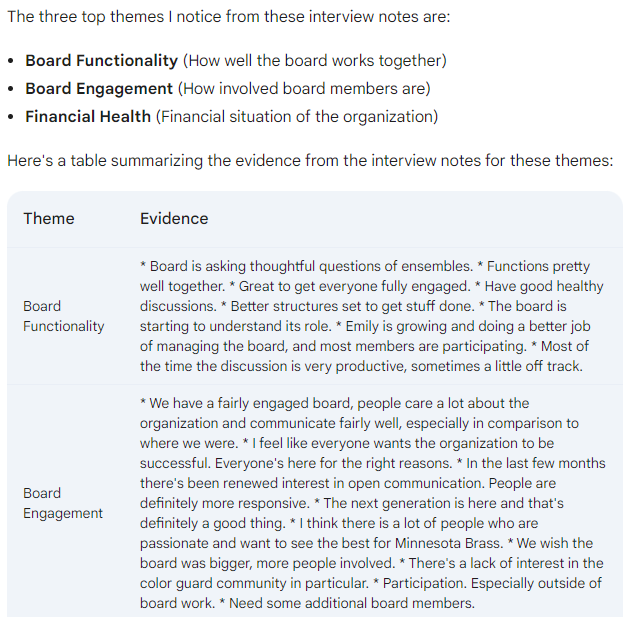 The three top themes I notice from these interview notes are:
• Board Functionality (How well the board works together)
• Board Engagement (How involved board members are)
• Financial Health (Financial situation of the organization)
Here's a table summarizing the evidence from the interview notes for these themes:
Theme Evidence
Board Functionality
* Board is asking thoughtful questions of ensembles. * Functions pretty
well together. * Great to get everyone fully engaged. * Have good healthy
discussions. * Better structures set to get stuff done. * The board is
starting to understand its role. * Emily is growing and doing a better job
of managing the board, and most members are participating. * Most of
the time the discussion is very productive, sometimes a little off track.
Board Engagement
* We have a fairly engaged board, people care a lot about the
organization and communicate fairly well, especially in comparison to
where we were. * I feel like everyone wants the organization to be
successful. Everyone's here for the right reasons. * In the last few months
there's been renewed interest in open communication. People are
definitely more responsive. * The next generation is here and that's
definitely a good thing. * I think there is a lot of people who are
passionate and want to see the best for Minnesota Brass. * We wish the
board was bigger, more people involved. * There's a lack of interest in the
color guard community in particular. * Participation. Especially outside of
board work. * Need some additional board members.